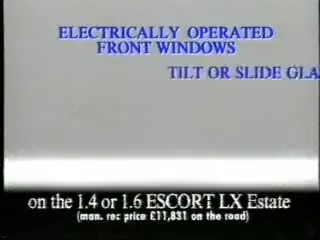 ELECTRICALLY OPERATED
FRONT WINDOWS
TILT OR SLIDE GLA
on the 1.4 or 1.6 ESCORT LX Estate
(man. rec price £11,831 on the road)